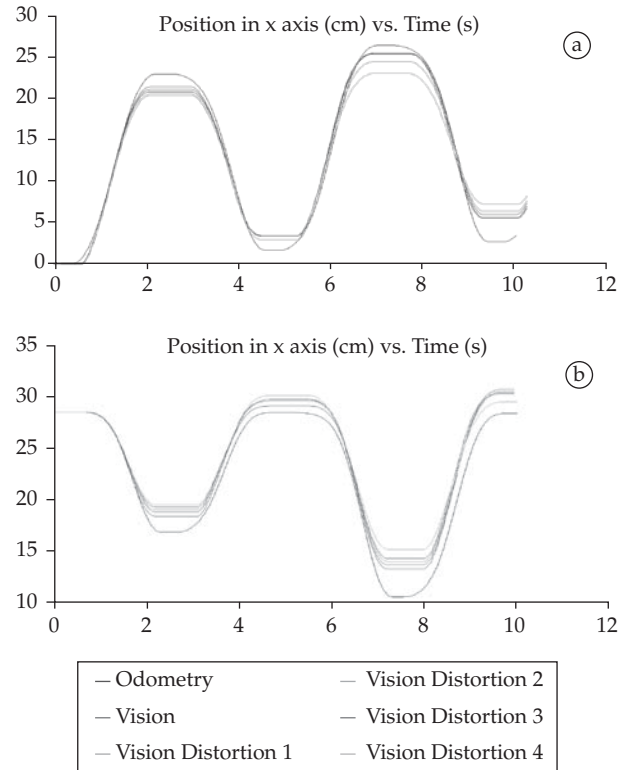 Position in x axis (cm) vs. Time (s)
a
30
25
20
15
10
5
0
0 2 4 6 8 10 12
Position in x axis (cm) vs. Time (s)
b
35
30
25
20
15
10
0 2 4 6 8 10 12
Odometry
Vision
Vision Distortion 1
Vision Distortion 2
Vision Distortion 3
Vision Distortion 4